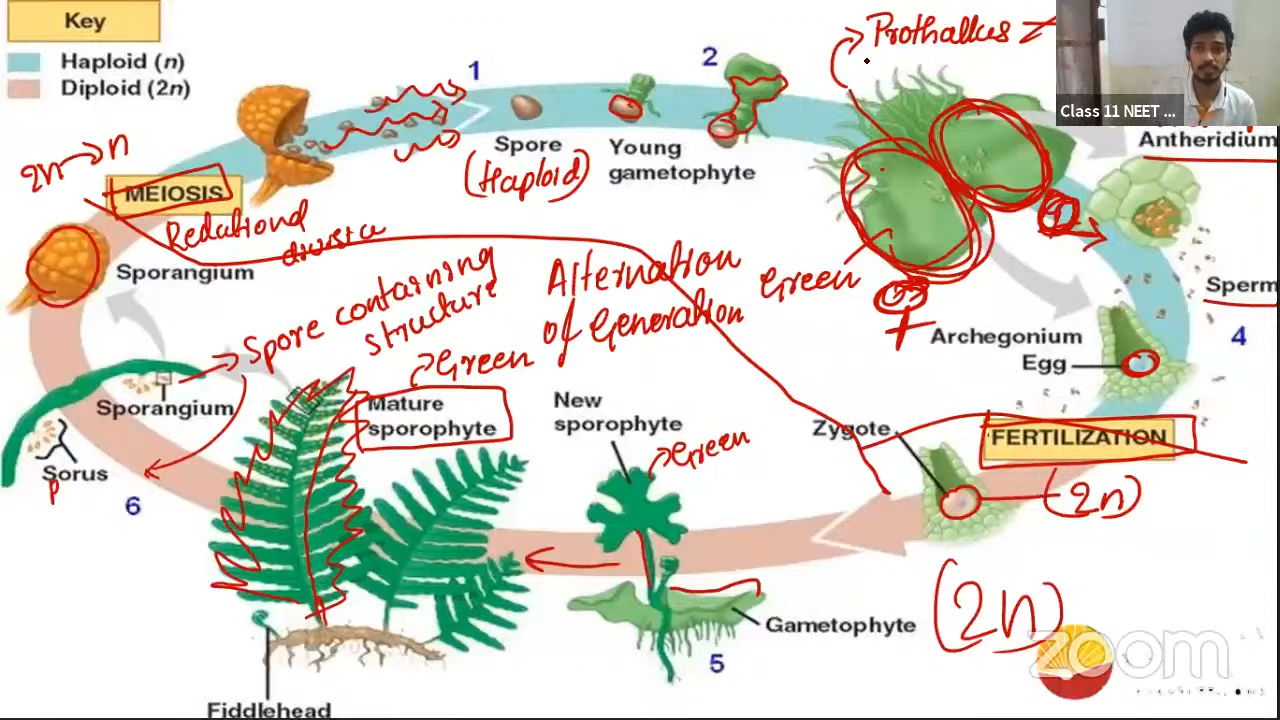 Key
Haploid (n)
Diploid (2n)
2n → n
MEIOSIS
Redational
Sporangium
1
Spore
(Haploid)
Young
gametophyte
2
Prothallus
Class 11 NEET ...
Antheridium
Sperm
4
Archegonium
Egg
Green
Alternation
of Generation
Spore containing
structure
Green
Sporangium
Sorus
6
Mature
sporophyte
New
sporophyte
Green
Zygote
FERTILIZATION
(2n)
(2n)
Gametophyte
5
Fiddlehead
zoom